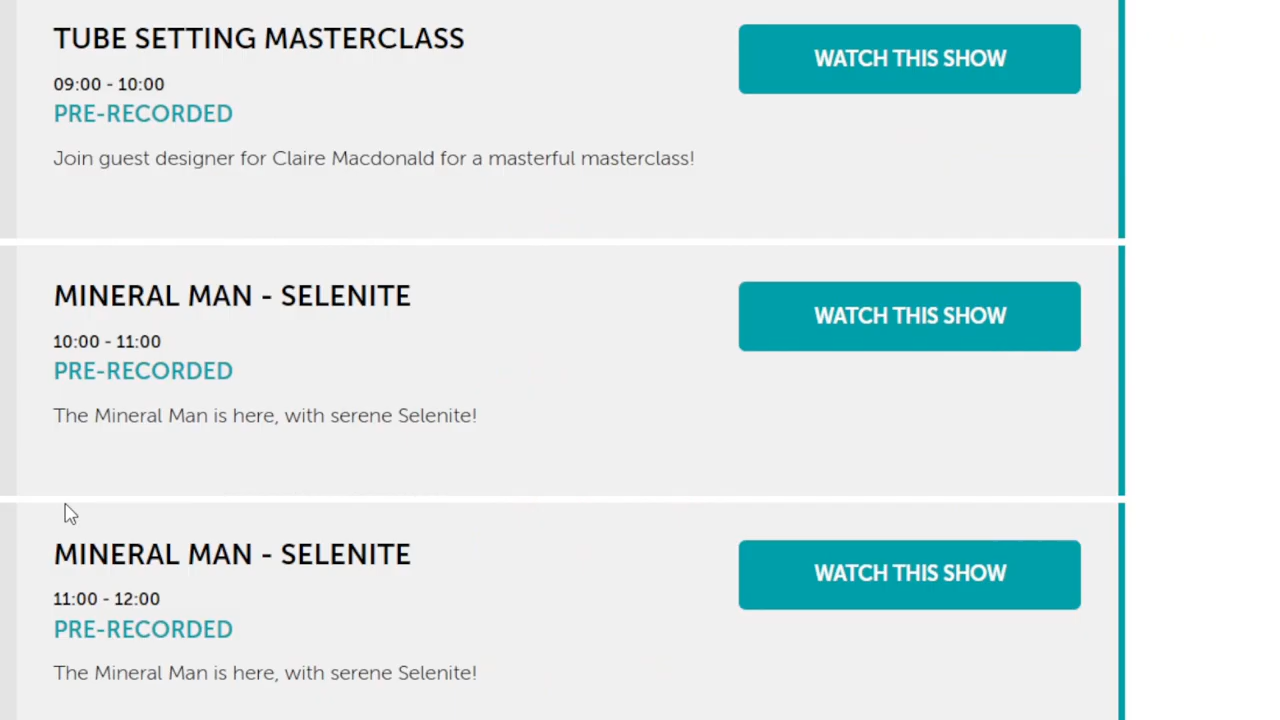 TUBE SETTING MASTERCLASS
WATCH THIS SHOW
09:00 - 10:00
PRE-RECORDED
Join guest designer for Claire Macdonald for a masterful masterclass!
MINERAL MAN - SELENITE
WATCH THIS SHOW
10:00 - 11:00
PRE-RECORDED
The Mineral Man is here, with serene Selenite!
MINERAL MAN - SELENITE
WATCH THIS SHOW
11:00 - 12:00
PRE-RECORDED
The Mineral Man is here, with serene Selenite!